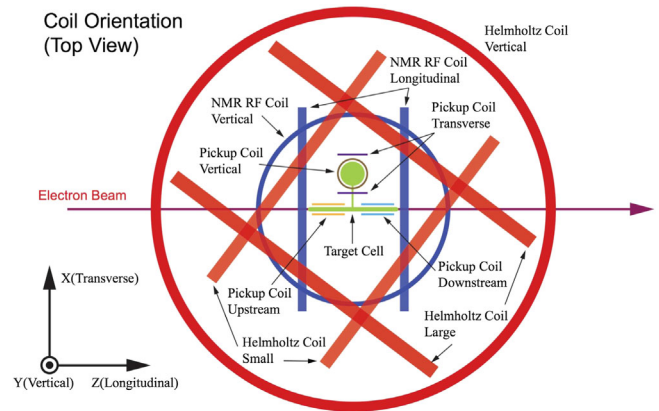 Coil Orientation
(Top View)
Helmholtz Coil
Vertical
NMR RF Coil
Longitudinal
NMR RF Coil
Vertical
Pickup Coil
Transverse
Pickup Coil
Vertical
Electron Beam
Target Cell
X(Transverse)
Pickup Coil
Upstream
Pickup Coil
Downstream
Helmholtz Coil
Small
Helmholtz Coil
Large
Y(Vertical)
Z(Longitudinal)